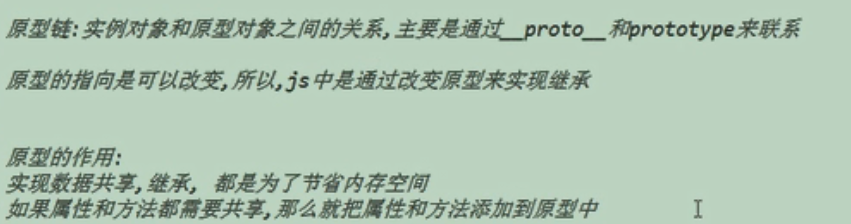 原型链:实例对象和原型对象之间的关系,主要是通过__proto__和prototype来联系
原型的指向是可以改变,所以,js中是通过改变原型来实现继承
原型的作用:
实现数据共享,继承, 都是为了节省内存空间
如果属性和方法都需要共享,那么就把属性和方法添加到原型中